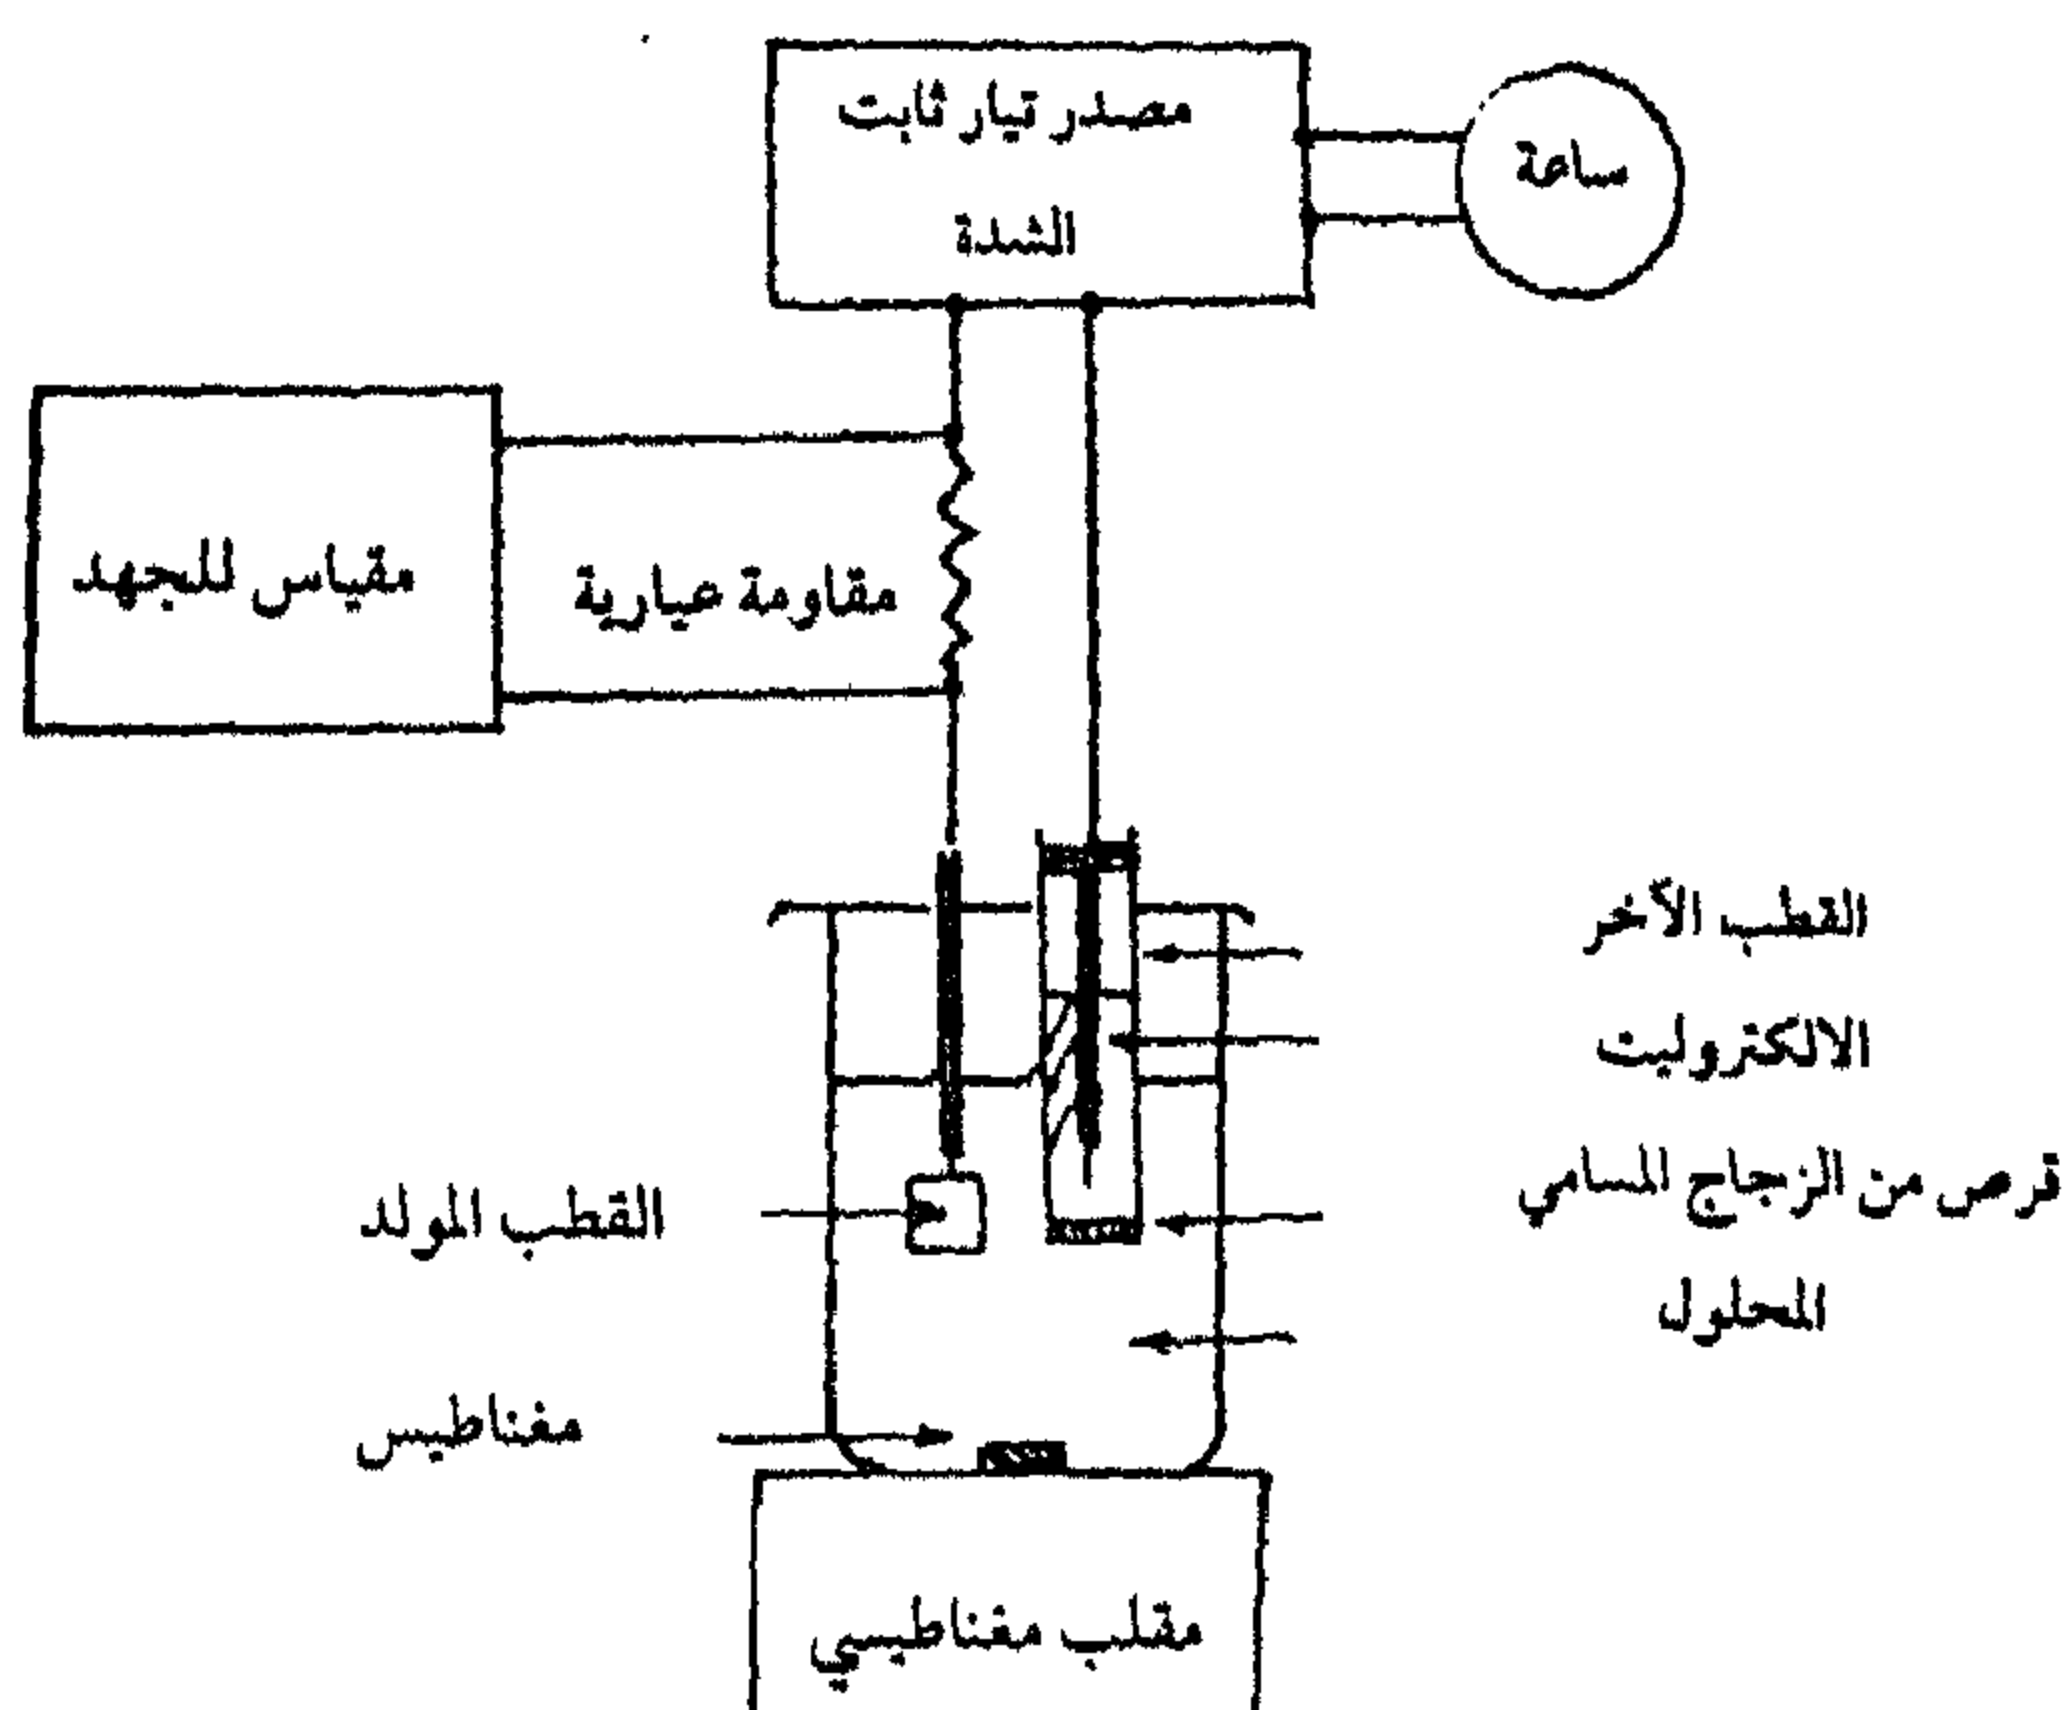 مصدر تيار ثابت
الشدة
ساعة
مقياس للجهد
مقاومة عيارية
القطب الآخر
الالكتروليت
قرص من الزجاج المسامي
القطب المولد
المحلول
مغناطيس
مقلب مغناطيسي